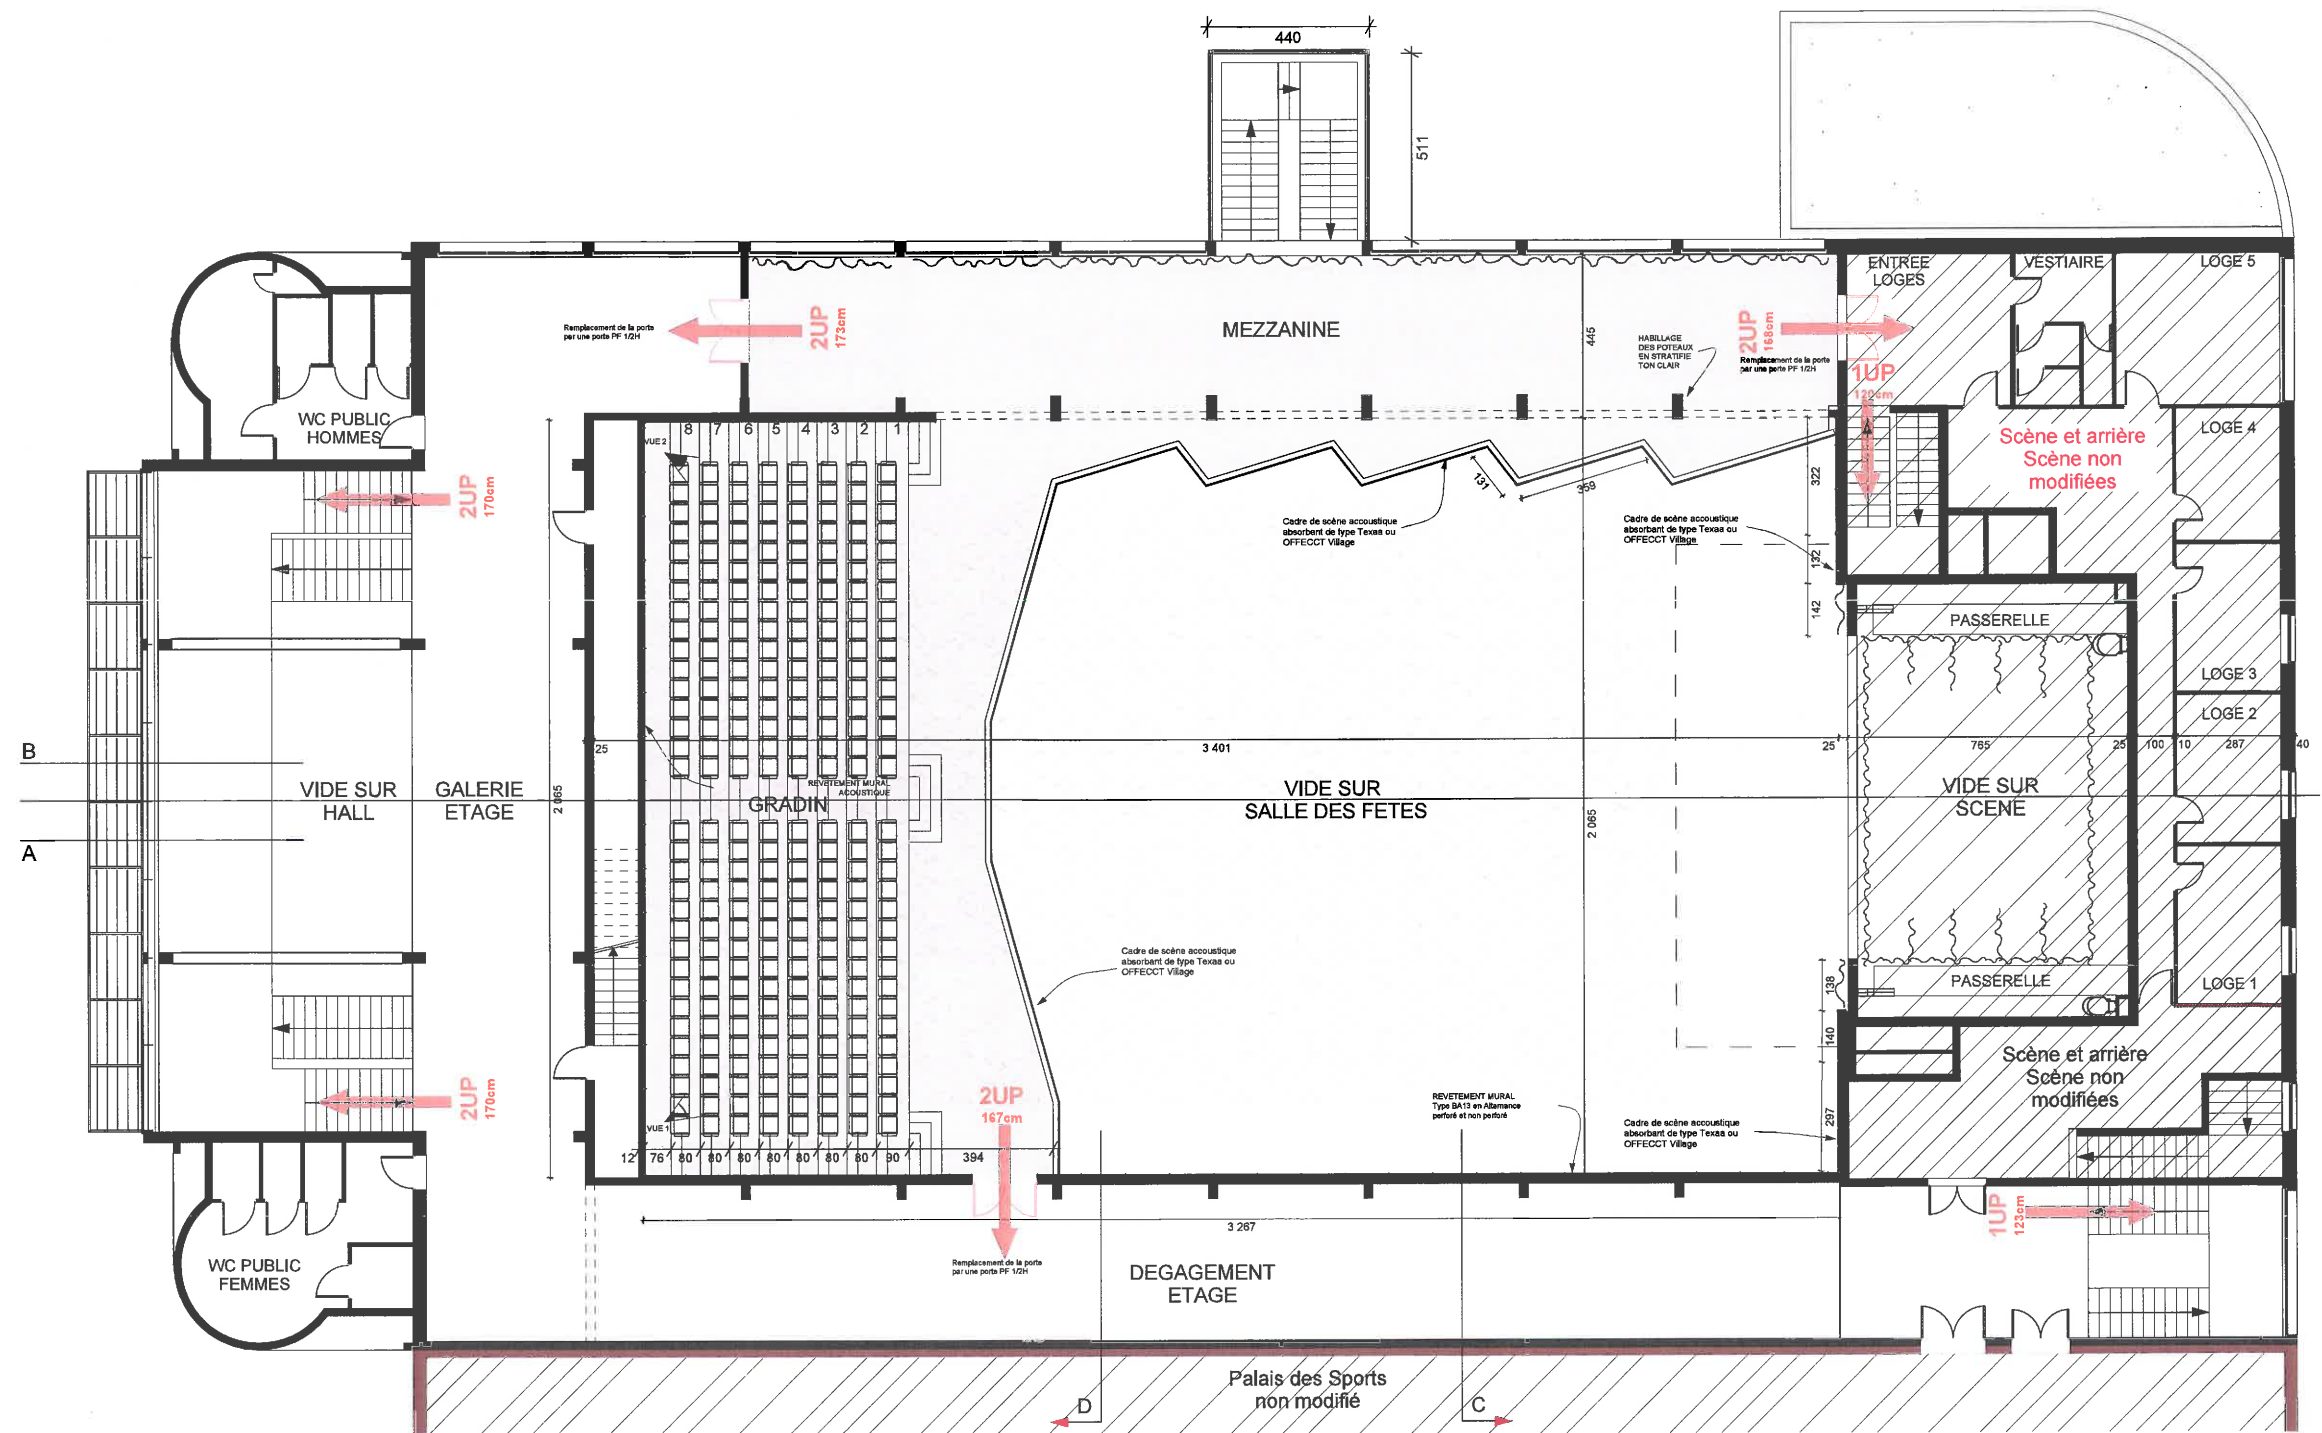 440
511
ENTREE
LOGES
VESTIAIRE
LOGE 5
Remplacement de la porte
par une porte PF 1/2H
2UP
173cm
MEZZANINE
445
HABILLAGE
DES POTEAUX
EN STRATIFIE
TON CLAIR
2UP
168cm
Remplacement de la porte
par une porte PF 1/2H
1UP
120cm
WC PUBLIC
HOMMES
VUE 2
8
7
6
5
4
3
2
1
LOGE 4
Scène et arrière
Scène non
modifiées
2UP
170cm
131
359
322
Cadre de scène accoustique
absorbant de type Texaa ou
OFFECCT Village
Cadre de scène accoustique
absorbant de type Texaa ou
OFFECCT Village
132
142
PASSERELLE
LOGE 3
LOGE 2
B
25
3 401
25
765
25
100
10
287
40
VIDE SUR
HALL
GALERIE
ETAGE
2 065
REVETEMENT MURAL
ACOUSTIQUE
GRADIN
VIDE SUR
SALLE DES FETES
2 065
VIDE SUR
SCENE
A
Cadre de scène accoustique
absorbant de type Texaa ou
OFFECCT Village
138
PASSERELLE
LOGE 1
140
Scène et arrière
Scène non
modifiées
2UP
170cm
2UP
167cm
REVETEMENT MURAL
Type BA13 en Alternance
perforé et non perforé
297
Cadre de scène accoustique
absorbant de type Texaa ou
OFFECCT Village
VUE 1
12
76
80
80
80
80
80
80
80
90
394
3 267
1UP
123cm
WC PUBLIC
FEMMES
Remplacement de la porte
par une porte PF 1/2H
DEGAGEMENT
ETAGE
Palais des Sports
non modifié
D
C